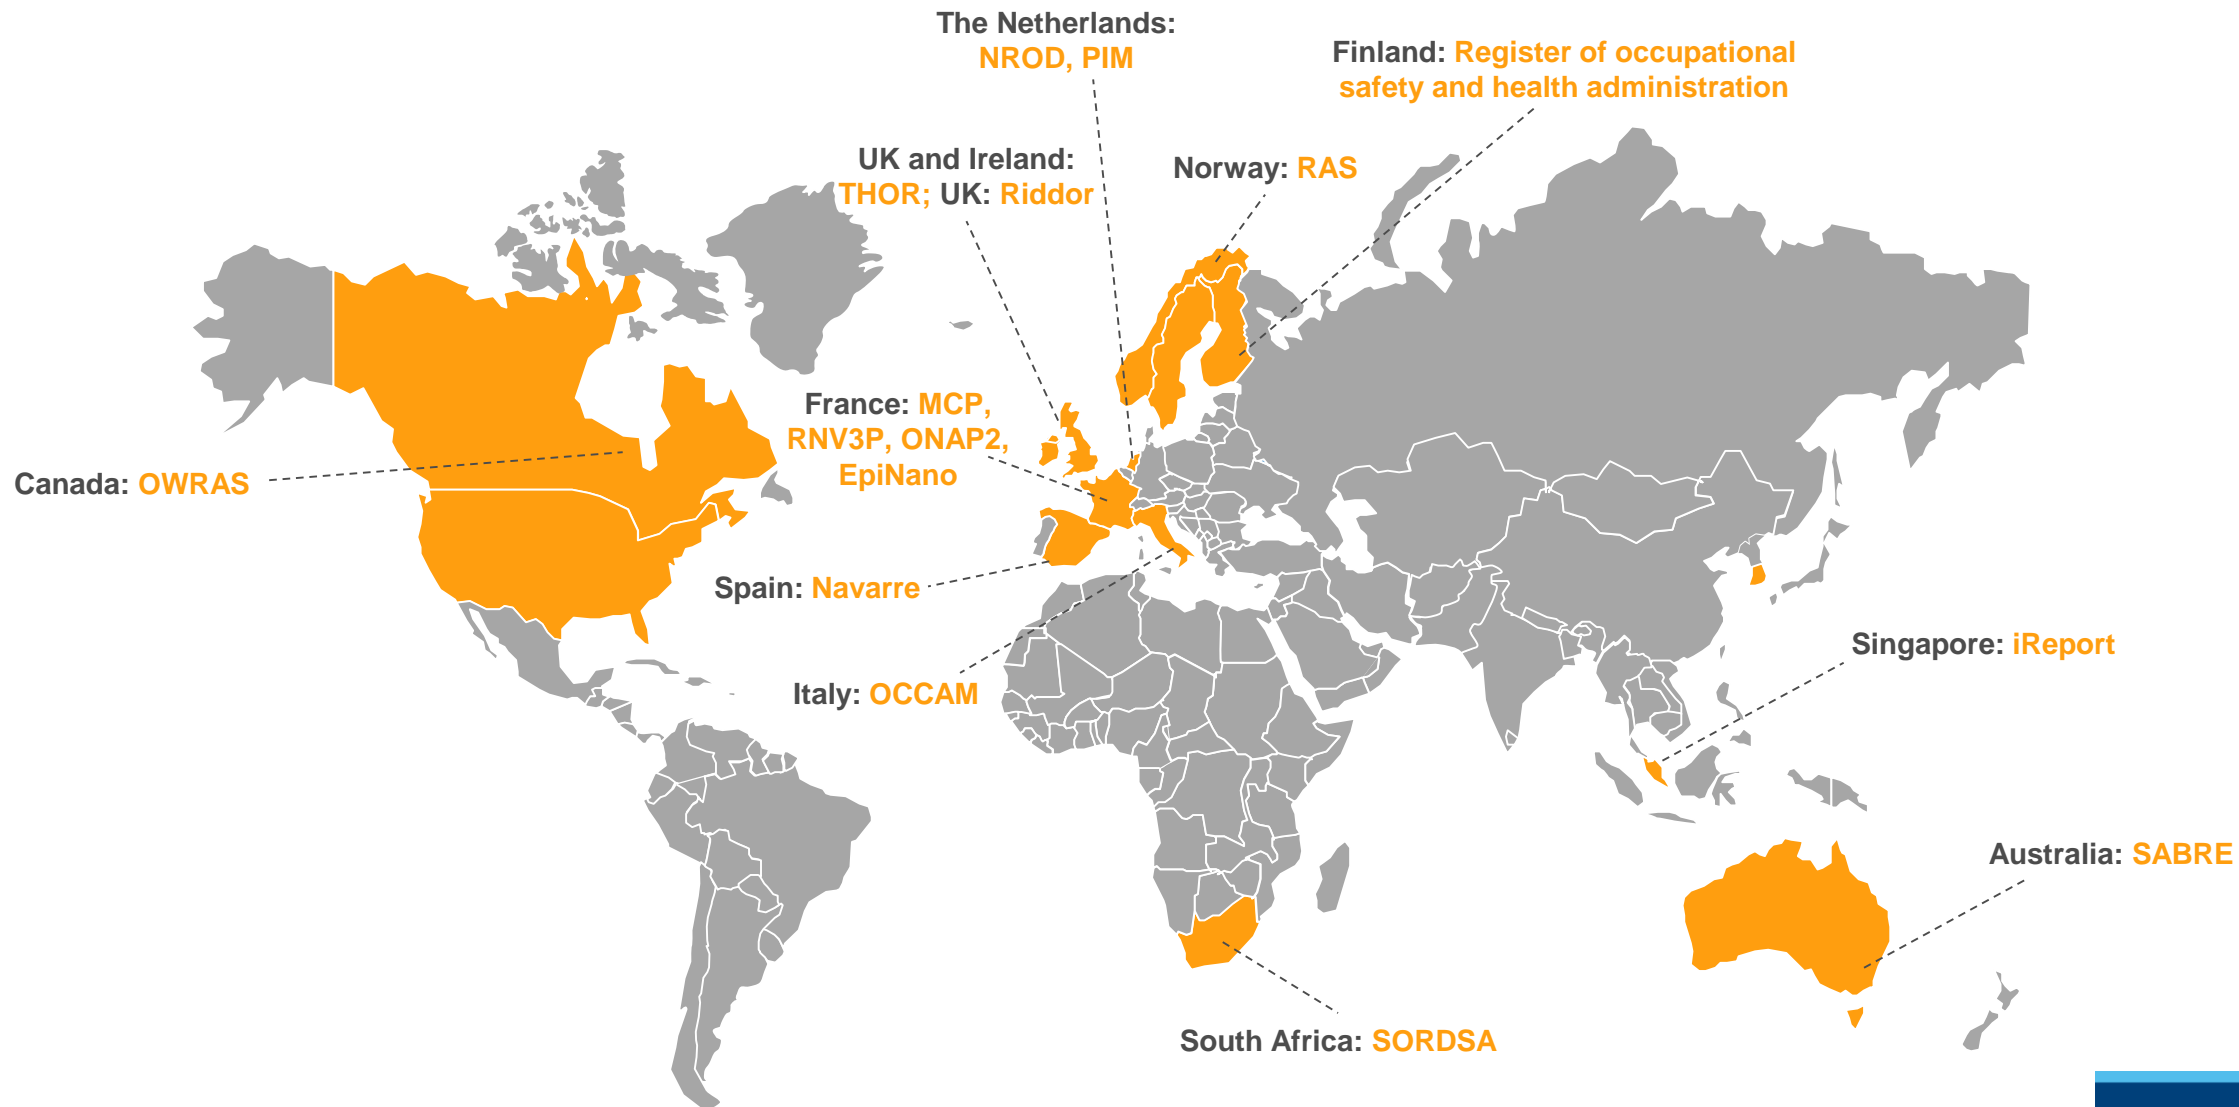 The Netherlands:
NROD, PIM
Finland: Register of occupational
safety and health administration
UK and Ireland:
THOR; UK: Riddor
Norway: RAS
France: MCP,
RNV3P, ONAP2,
EpiNano
Canada: OWRAS
Spain: Navarre
Singapore: iReport
Italy: OCCAM
Australia: SABRE
South Africa: SORDSA